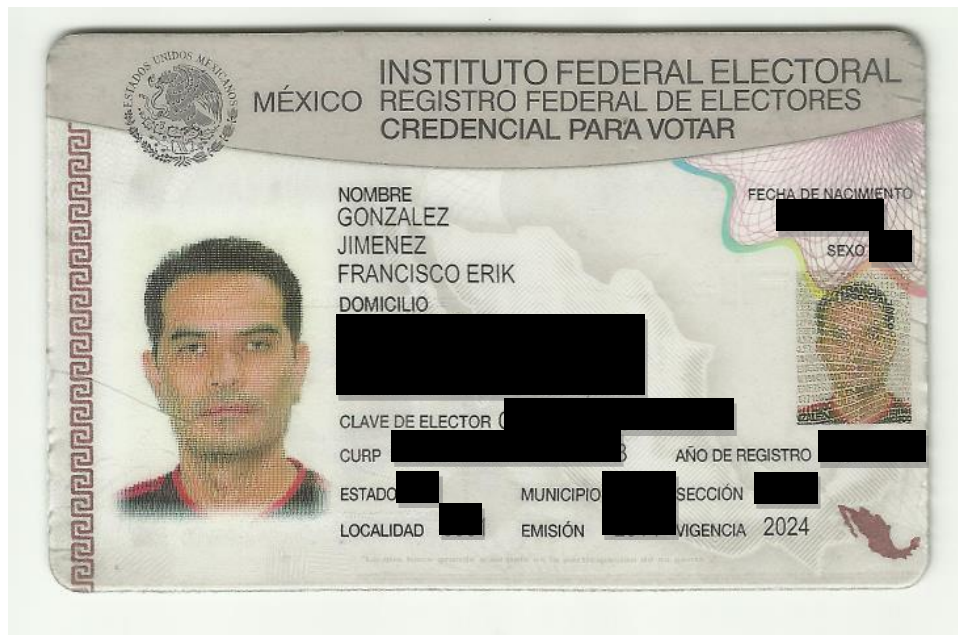 ESTADOS UNIDOS MEXICANOS
MÉXICO
INSTITUTO FEDERAL ELECTORAL
REGISTRO FEDERAL DE ELECTORES
CREDENCIAL PARA VOTAR
NOMBRE
GONZALEZ
JIMENEZ
FRANCISCO ERIK
FECHA DE NACIMIENTO
SEXO
DOMICILIO
CLAVE DE ELECTOR
CURP
AÑO DE REGISTRO
ESTADO
MUNICIPIO
SECCIÓN
LOCALIDAD
EMISIÓN
VIGENCIA 2024